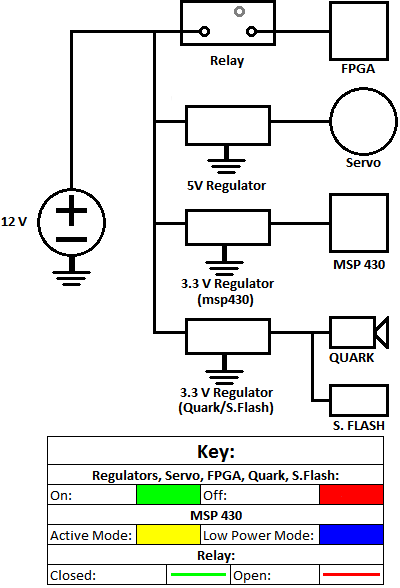 Relay
FPGA
Servo
5V Regulator
12 V
MSP 430
3.3 V Regulator
(msp430)
QUARK
3.3 V Regulator
(Quark/S.Flash)
S. FLASH
Key:
Regulators, Servo, FPGA, Quark, S.Flash:
On: Off:
MSP 430
Active Mode: Low Power Mode:
Relay:
Closed: Open: